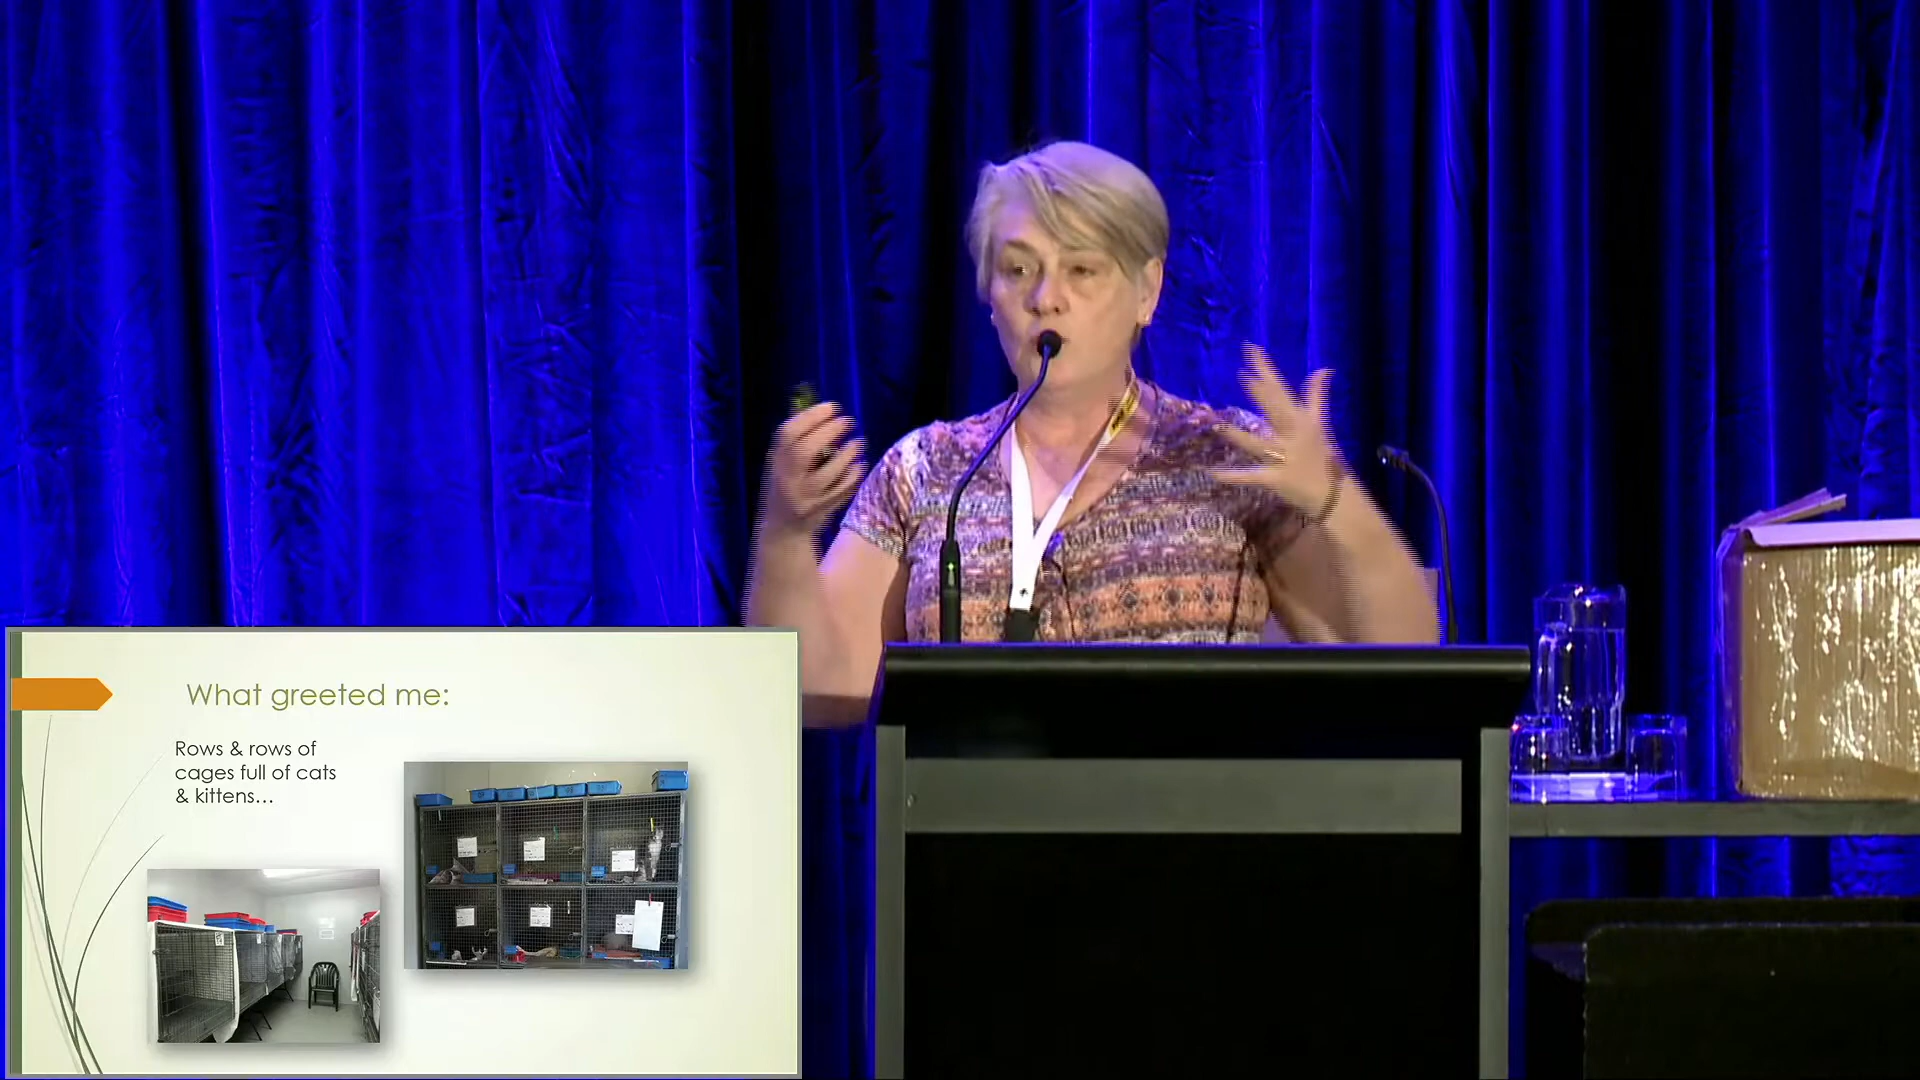 What greeted me:
Rows & rows of
cages full of cats
& kittens...